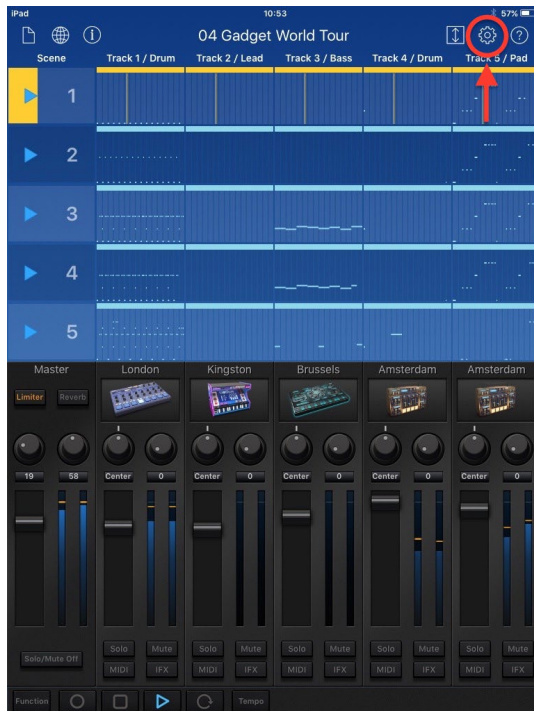 iPad 10:53 57%
04 Gadget World Tour
Scene Track 1 / Drum Track 2 / Lead Track 3 / Bass Track 4 / Drum Track 5 / Pad
1
2
3
4
5
Master London Kingston Brussels Amsterdam Amsterdam
Limiter Reverb
19 58 Center 0 Center 0 Center 0 Center 0 Center 0
Solo Mute Solo Mute Solo Mute Solo Mute Solo Mute
Solo/Mute Off
MIDI IFX MIDI IFX MIDI IFX MIDI IFX MIDI IFX
Function Tempo